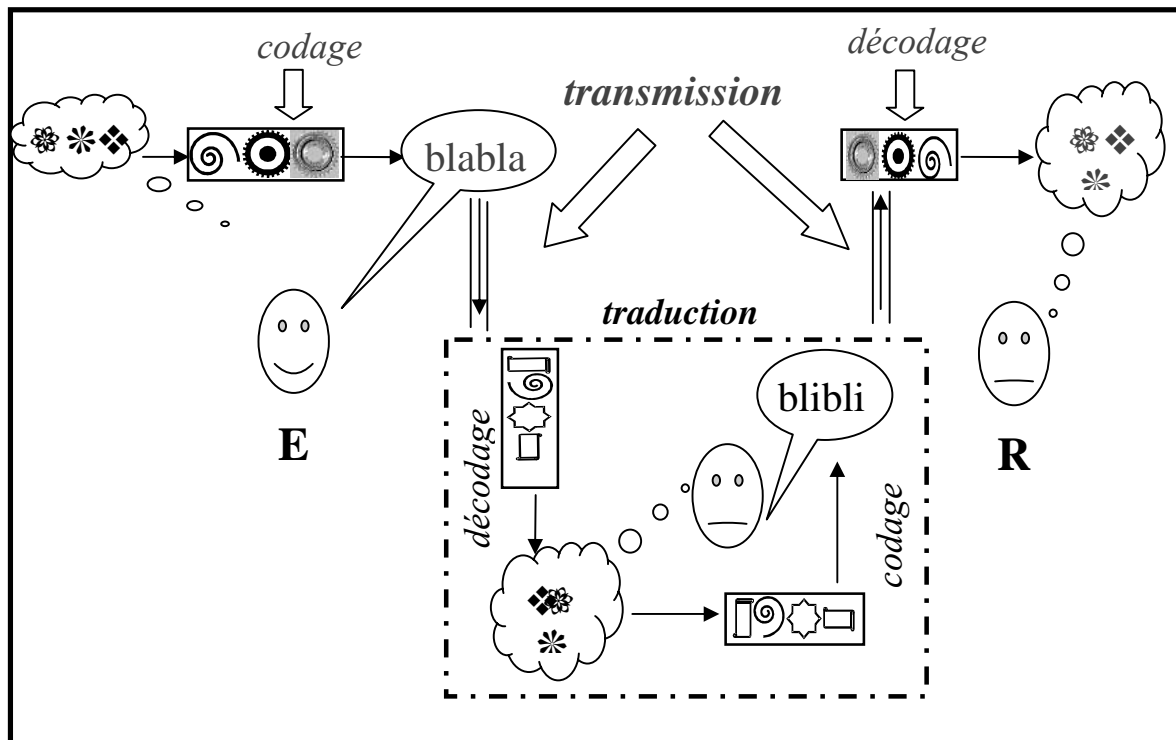 codage
décodage
transmission
blabla
traduction
E
R
décodage
blibli
codage